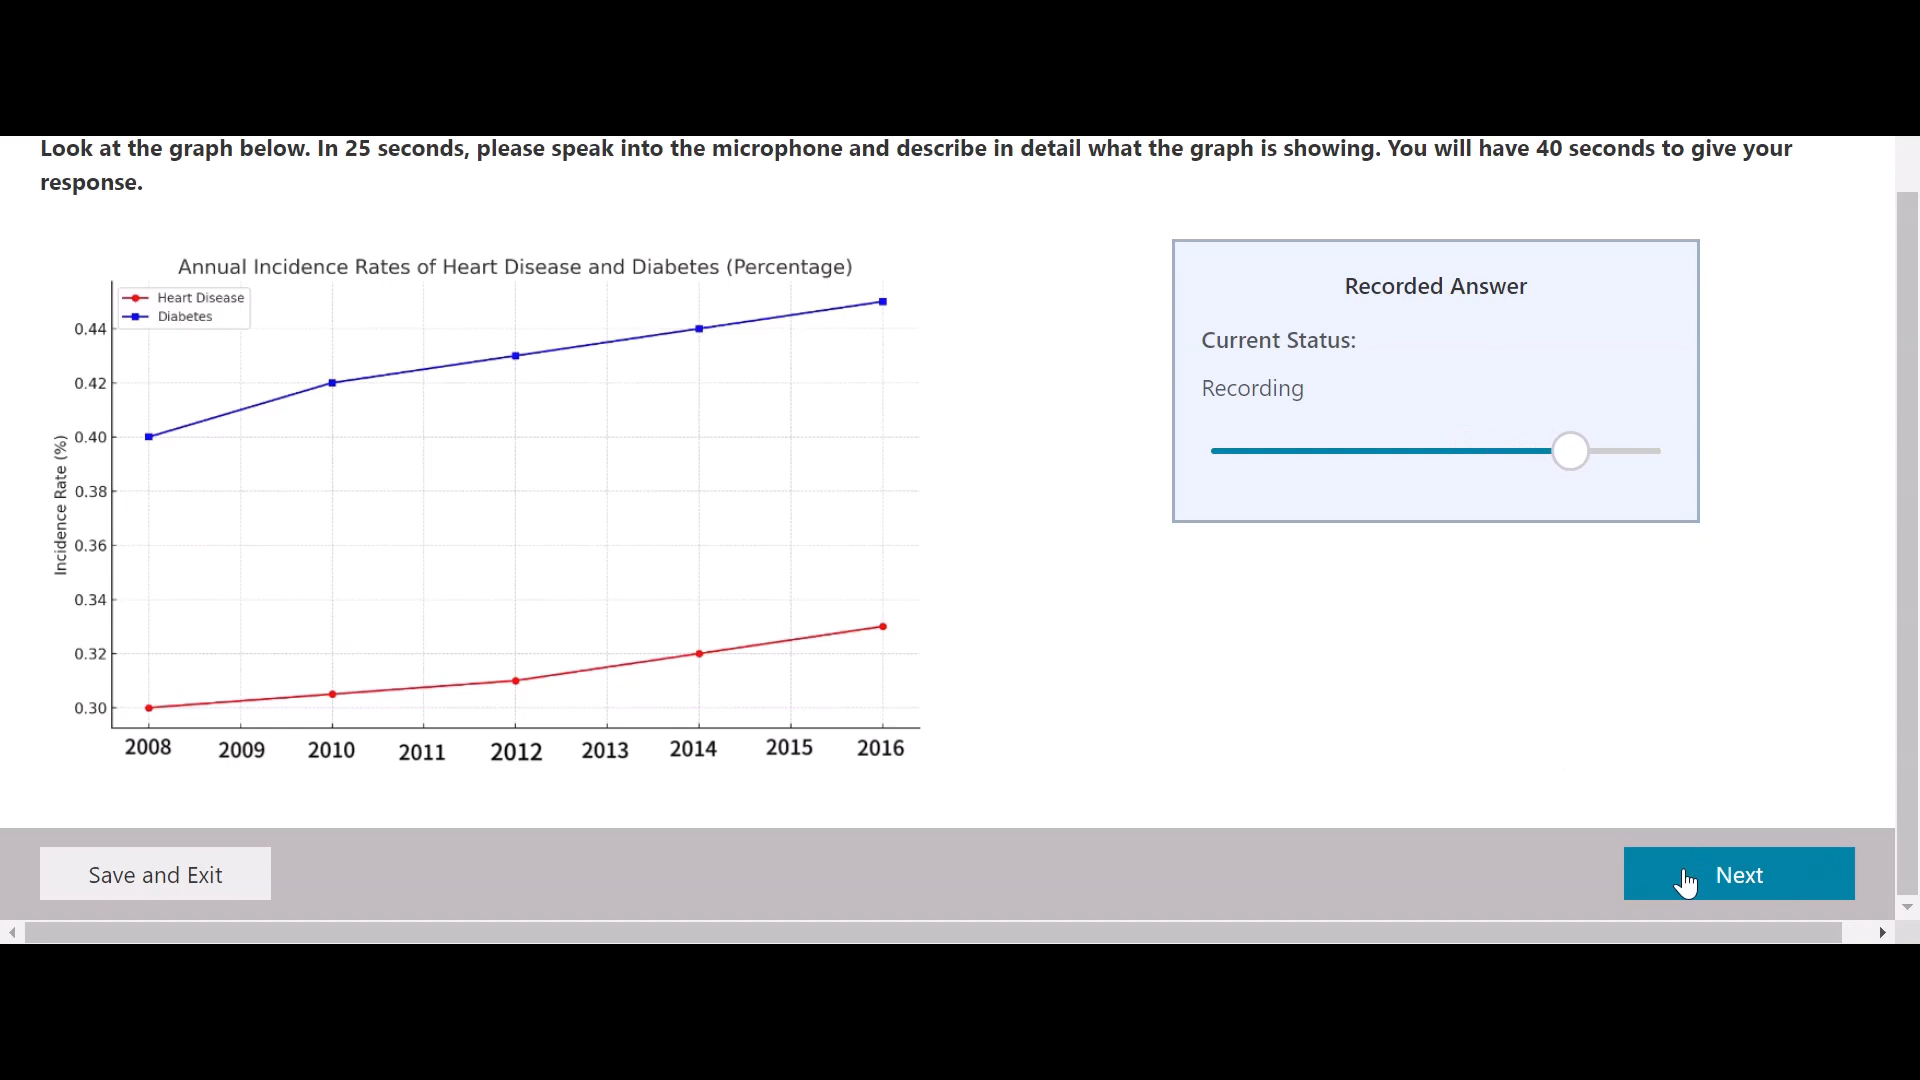 Look at the graph below. In 25 seconds, please speak into the microphone and describe in detail what the graph is showing. You will have 40 seconds to give your
response.
Annual Incidence Rates of Heart Disease and Diabetes (Percentage)
Heart Disease
Diabetes
Incidence Rate (%)
0.44
0.42
0.40
0.38
0.36
0.34
0.32
0.30
2008 2009 2010 2011 2012 2013 2014 2015 2016
Recorded Answer
Current Status:
Recording
Save and Exit
Next